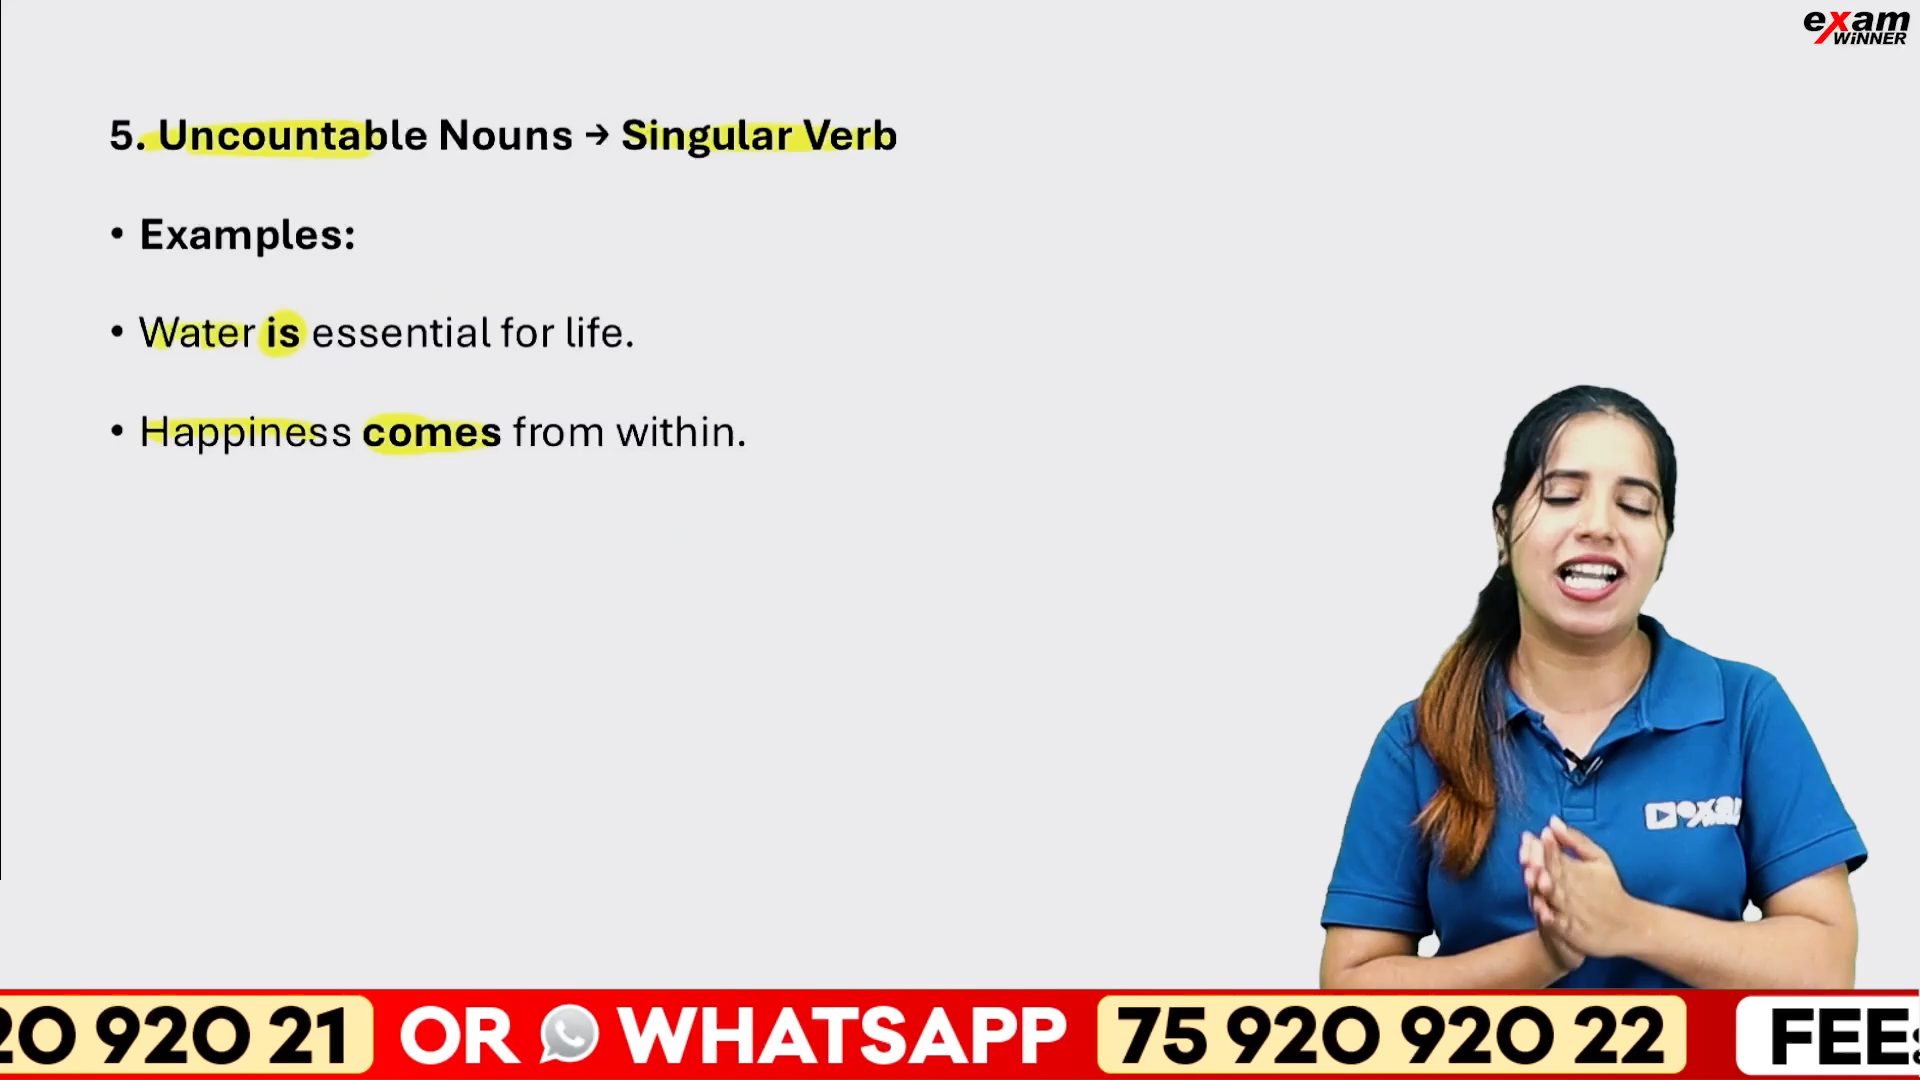 exam
WiNNER
5. Uncountable Nouns → Singular Verb
• Examples:
• Water is essential for life.
• Happiness comes from within.
exam
20 920 21 OR WHATSAPP 75 920 920 22 FEE